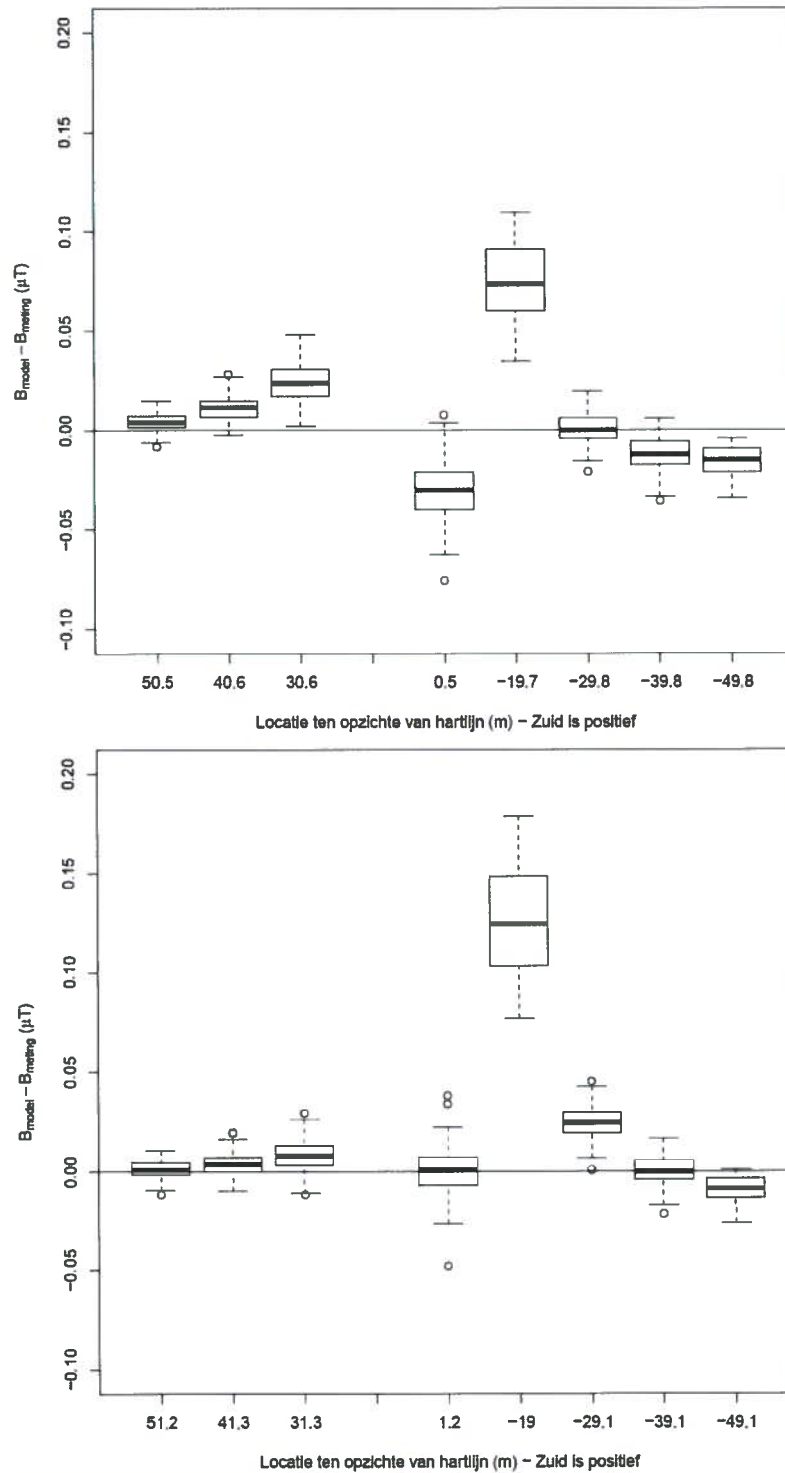 0.20
0.15
0.10
0.05
0.00
−0.05
−0.10
Bmodel − Bmeting (μT)
50.5 40.6 30.6 0.5 −19.7 −29.8 −39.8 −49.8
Locatie ten opzichte van hartlijn (m) − Zuid is positief
0.20
0.15
0.10
0.05
0.00
−0.05
−0.10
Bmodel − Bmeting (μT)
51.2 41.3 31.3 1.2 −19 −29.1 −39.1 −49.1
Locatie ten opzichte van hartlijn (m) − Zuid is positief